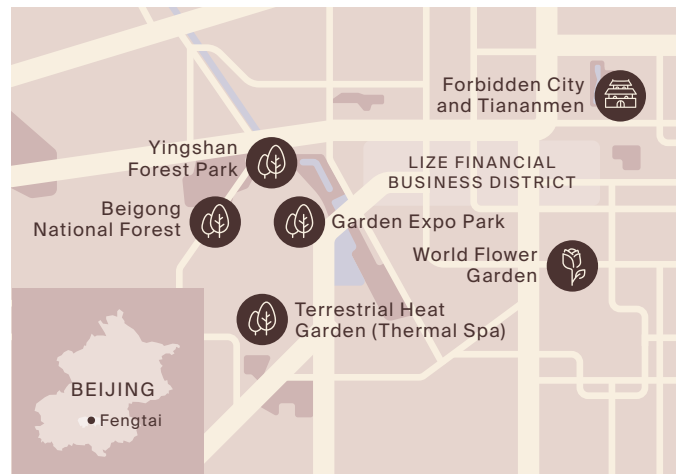 Forbidden City
and Tiananmen
Yingshan
Forest Park
LIZE FINANCIAL
BUSINESS DISTRICT
Beigong
National Forest
Garden Expo Park
World Flower
Garden
Terrestrial Heat
Garden (Thermal Spa)
BEIJING
Fengtai